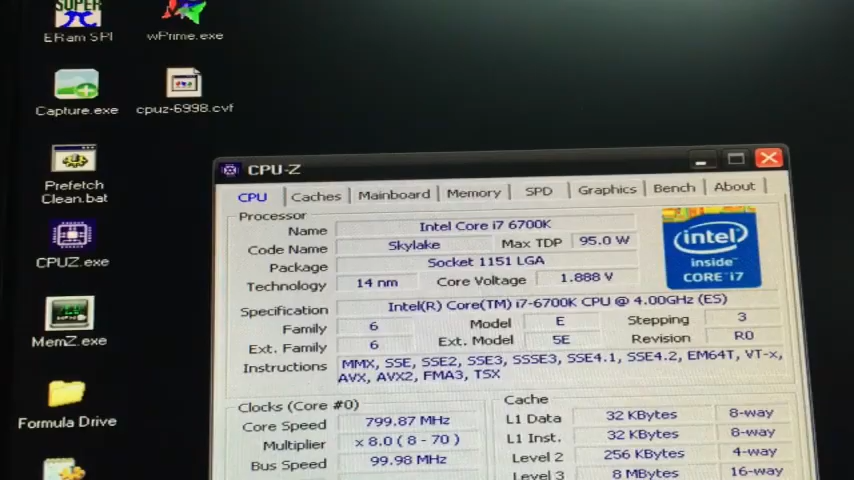 SUPER
ERam SPI
wPrime.exe
Capture.exe
cpuz-6998.cvf
Prefetch
Clean.bat
CPUZ.exe
MemZ.exe
Formula Drive
CPU-Z
CPU Caches Mainboard Memory SPD Graphics Bench About
Processor
Name Intel Core i7 6700K
Code Name Skylake Max TDP 95.0 W
Package Socket 1151 LGA
Technology 14 nm Core Voltage 1.888 V
intel
inside™
CORE i7
Specification Intel(R) Core(TM) i7-6700K CPU @ 4.00GHz (ES)
Family 6 Model E Stepping 3
Ext. Family 6 Ext. Model 5E Revision R0
Instructions MMX, SSE, SSE2, SSE3, SSSE3, SSE4.1, SSE4.2, EM64T, VT-x,
AVX, AVX2, FMA3, TSX
Clocks (Core #0)
Core Speed 799.87 MHz
Multiplier x 8.0 ( 8 - 70 )
Bus Speed 99.98 MHz
Cache
L1 Data 32 KBytes 8-way
L1 Inst. 32 KBytes 8-way
Level 2 256 KBytes 4-way
Level 3 8 MBytes 16-way